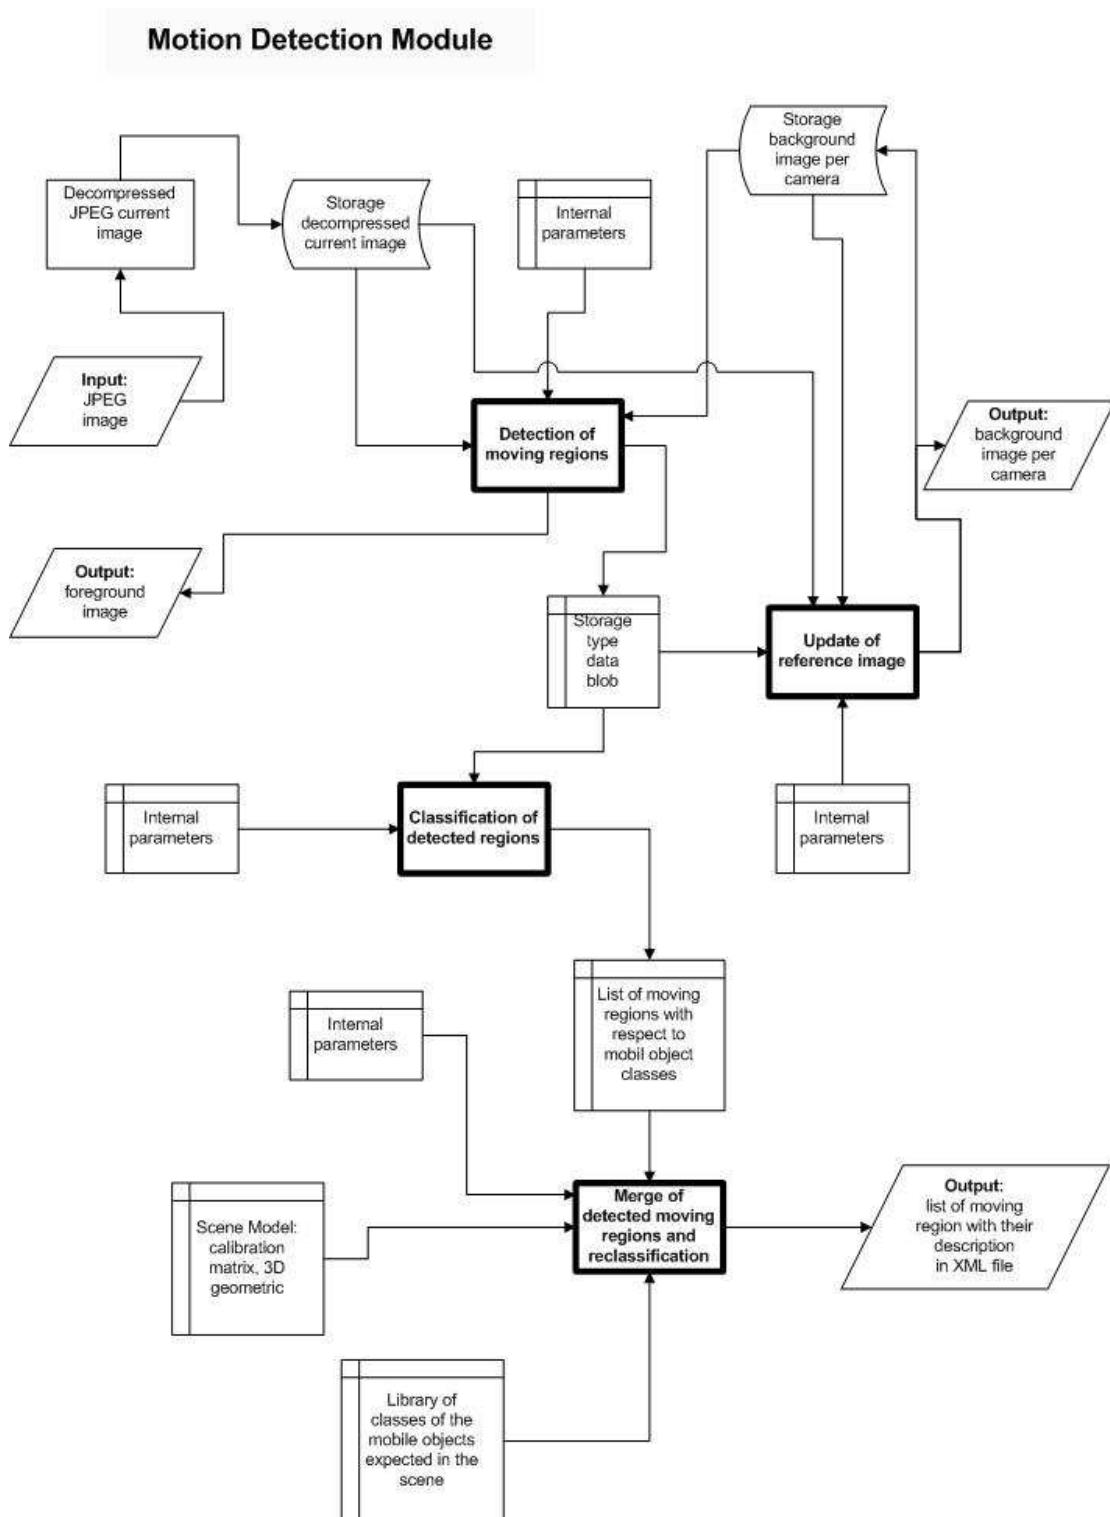 Motion Detection Module
Storage
background
image per
camera
Decompressed
JPEG current
image
Storage
decompressed
current image
Internal
parameters
Input:
JPEG
image
Detection of
moving regions
Output:
background
image per
camera
Output:
foreground
image
Storage
type
data
blob
Update of
reference image
Internal
parameters
Classification of
detected regions
Internal
parameters
List of moving
regions with
respect to
mobil object
classes
Internal
parameters
Merge of
detected moving
regions and
reclassification
Output:
list of moving
region with their
description
in XML file
Scene Model:
calibration
matrix, 3D
geometric
Library of
classes of the
mobile objects
expected in the
scene